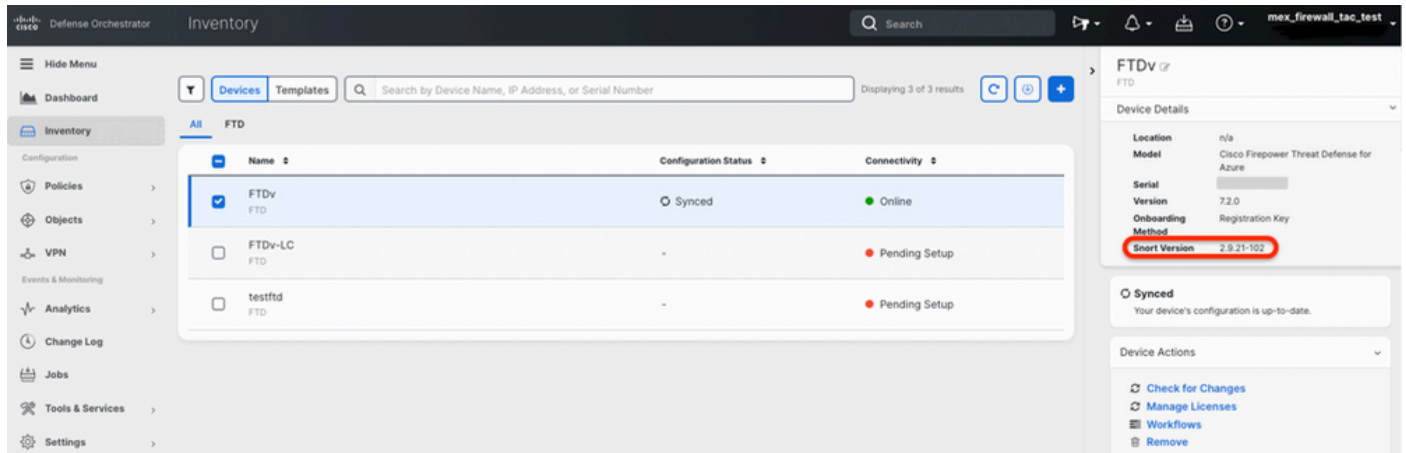 cisco Defense Orchestrator
Inventory
Search
mex_firewall_tac_test
Hide Menu
Dashboard
Inventory
Configuration
Policies
Objects
VPN
Events & Monitoring
Analytics
Change Log
Jobs
Tools & Services
Settings
Devices Templates Search by Device Name, IP Address, or Serial Number Displaying 3 of 3 results
All FTD
Name Configuration Status Connectivity
FTDv Synced Online
FTD
FTDv-LC - Pending Setup
FTD
testftd - Pending Setup
FTD
FTDv
FTD
Device Details
Location n/a
Model Cisco Firepower Threat Defense for
Azure
Serial
Version 7.2.0
Onboarding Registration Key
Method
Snort Version 2.9.21-102
Synced
Your device's configuration is up-to-date.
Device Actions
Check for Changes
Manage Licenses
Workflows
Remove